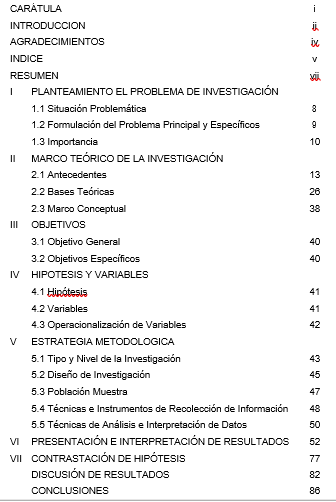 CARÁTULA i
INTRODUCCION ii
AGRADECIMIENTOS iv
INDICE v
RESUMEN vii
I PLANTEAMIENTO EL PROBLEMA DE INVESTIGACIÓN
1.1 Situación Problemática 8
1.2 Formulación del Problema Principal y Específicos 9
1.3 Importancia 10
II MARCO TEÓRICO DE LA INVESTIGACIÓN
2.1 Antecedentes 13
2.2 Bases Teóricas 26
2.3 Marco Conceptual 38
III OBJETIVOS
3.1 Objetivo General 40
3.2 Objetivos Específicos 40
IV HIPOTESIS Y VARIABLES
4.1 Hipótesis 41
4.2 Variables 41
4.3 Operacionalización de Variables 42
V ESTRATEGIA METODOLOGICA
5.1 Tipo y Nivel de la Investigación 43
5.2 Diseño de Investigación 45
5.3 Población Muestra 47
5.4 Técnicas e Instrumentos de Recolección de Información 48
5.5 Técnicas de Análisis e Interpretación de Datos 50
VI PRESENTACIÓN E INTERPRETACIÓN DE RESULTADOS 52
VII CONTRASTACIÓN DE HIPÓTESIS 77
DISCUSIÓN DE RESULTADOS 82
CONCLUSIONES 86